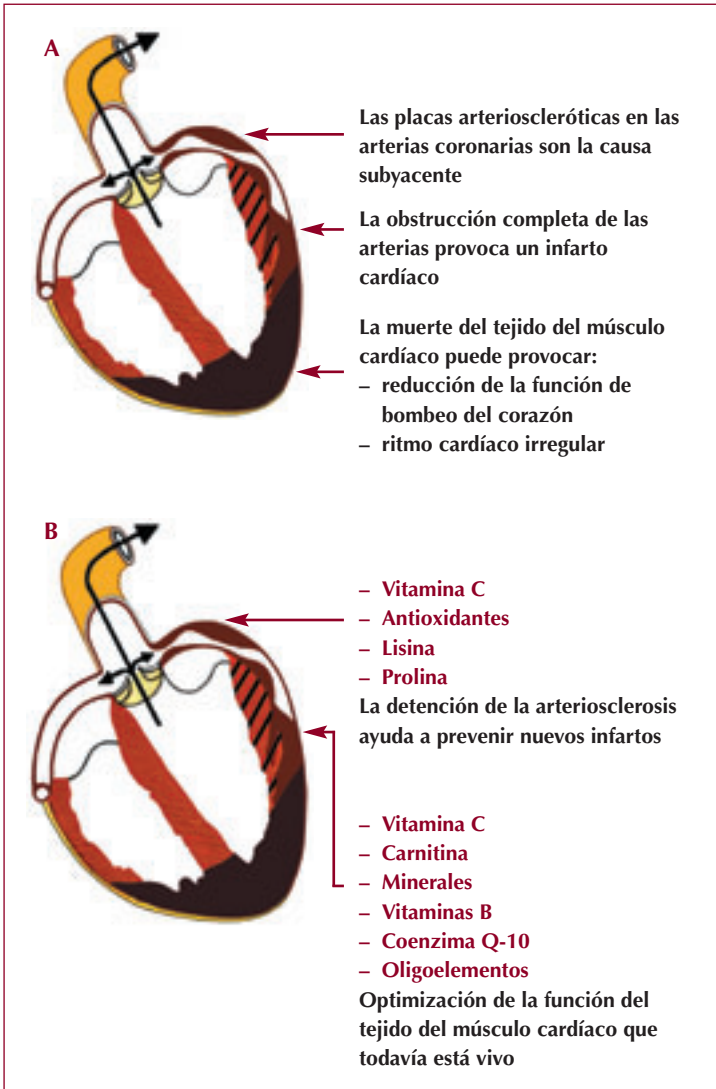 A
Las placas arterioscleróticas en las
arterias coronarias son la causa
subyacente
La obstrucción completa de las
arterias provoca un infarto
cardíaco
La muerte del tejido del músculo
cardíaco puede provocar:
– reducción de la función de
bombeo del corazón
– ritmo cardíaco irregular
B
– Vitamina C
– Antioxidantes
– Lisina
– Prolina
La detención de la arteriosclerosis
ayuda a prevenir nuevos infartos
– Vitamina C
– Carnitina
– Minerales
– Vitaminas B
– Coenzima Q-10
– Oligoelementos
Optimización de la función del
tejido del músculo cardíaco que
todavía está vivo